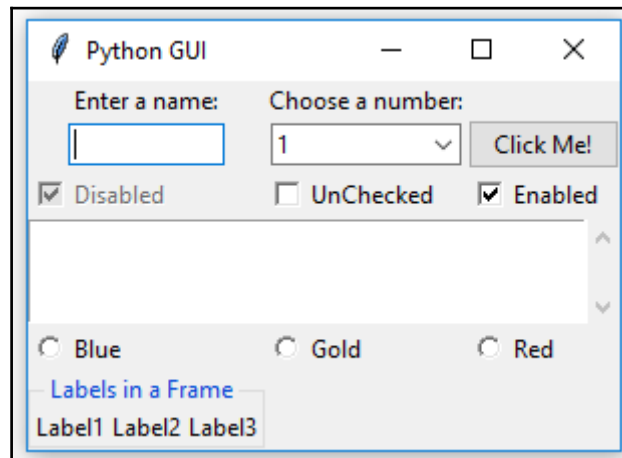 Python GUI
Enter a name: Choose a number:
1 Click Me!
Disabled UnChecked Enabled
Blue Gold Red
Labels in a Frame
Label1 Label2 Label3